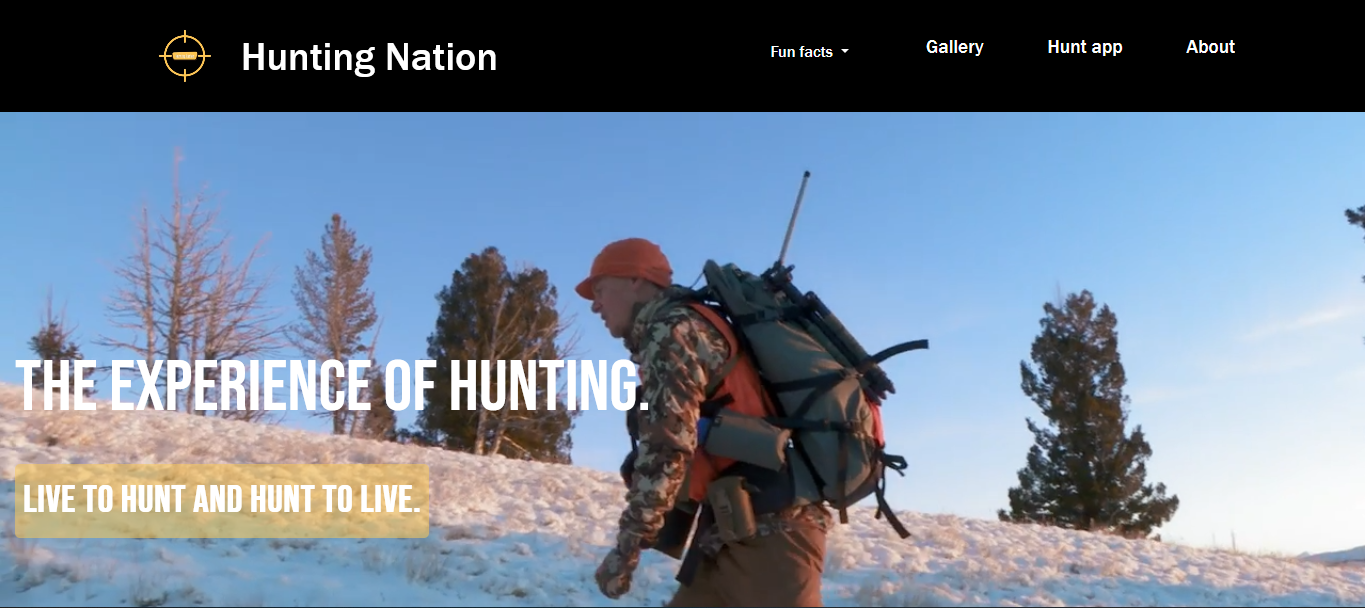 Hunting Nation
Fun facts
Gallery
Hunt app
About
THE EXPERIENCE OF HUNTING.
LIVE TO HUNT AND HUNT TO LIVE.